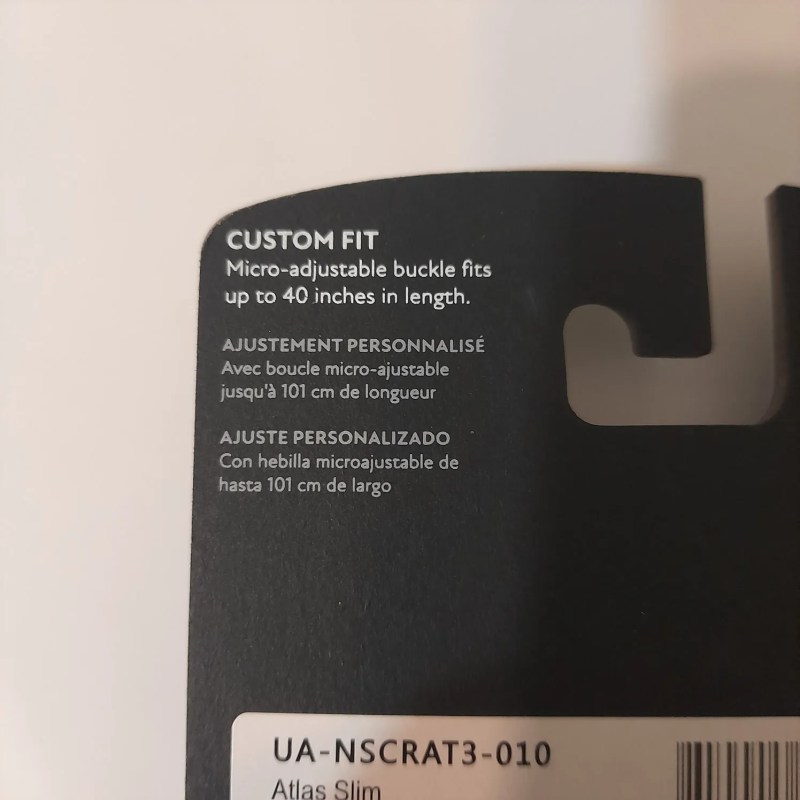 CUSTOM FIT
Micro-adjustable buckle fits
up to 40 inches in length.
AJUSTEMENT PERSONNALISÉ
Avec boucle micro-ajustable
jusqu'à 101 cm de longueur
AJUSTE PERSONALIZADO
Con hebilla microajustable de
hasta 101 cm de largo
UA-NSCRAT3-010
Atlas Slim